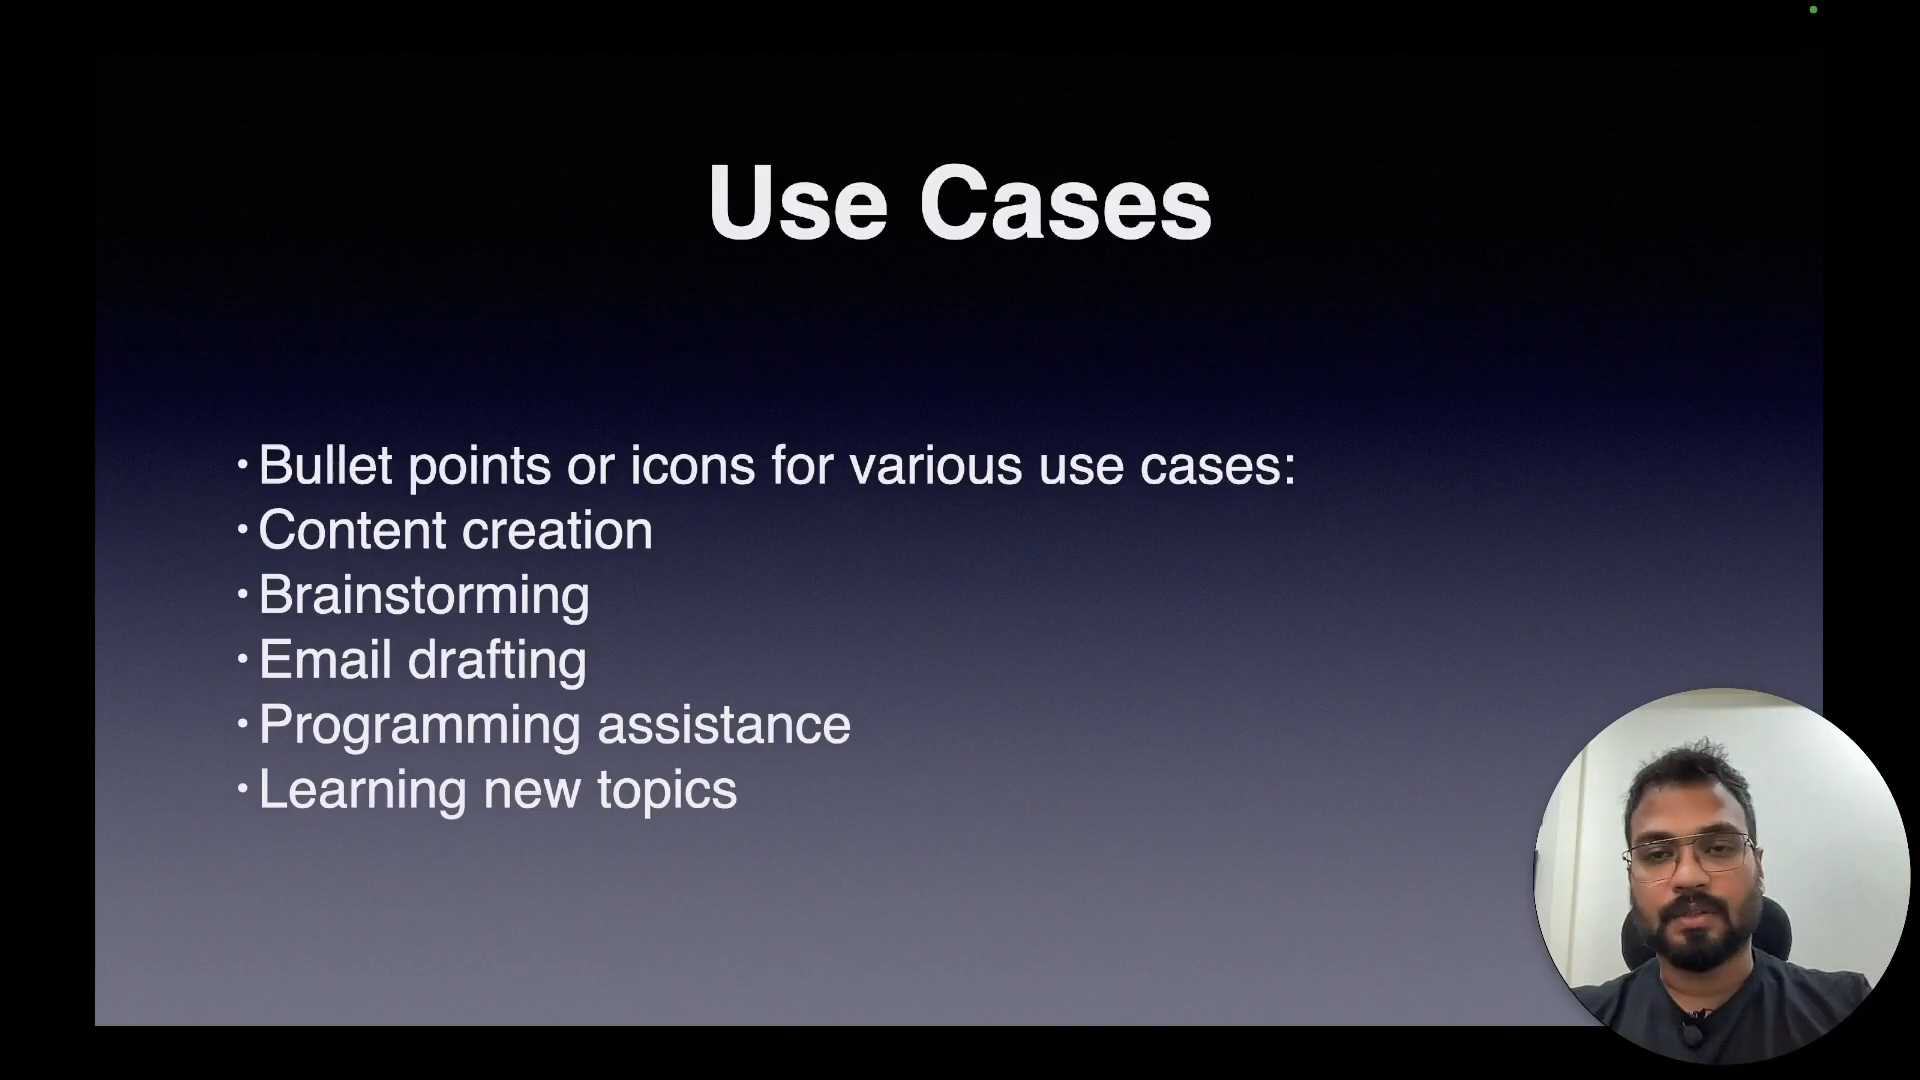 Use Cases
• Bullet points or icons for various use cases:
• Content creation
• Brainstorming
• Email drafting
• Programming assistance
• Learning new topics